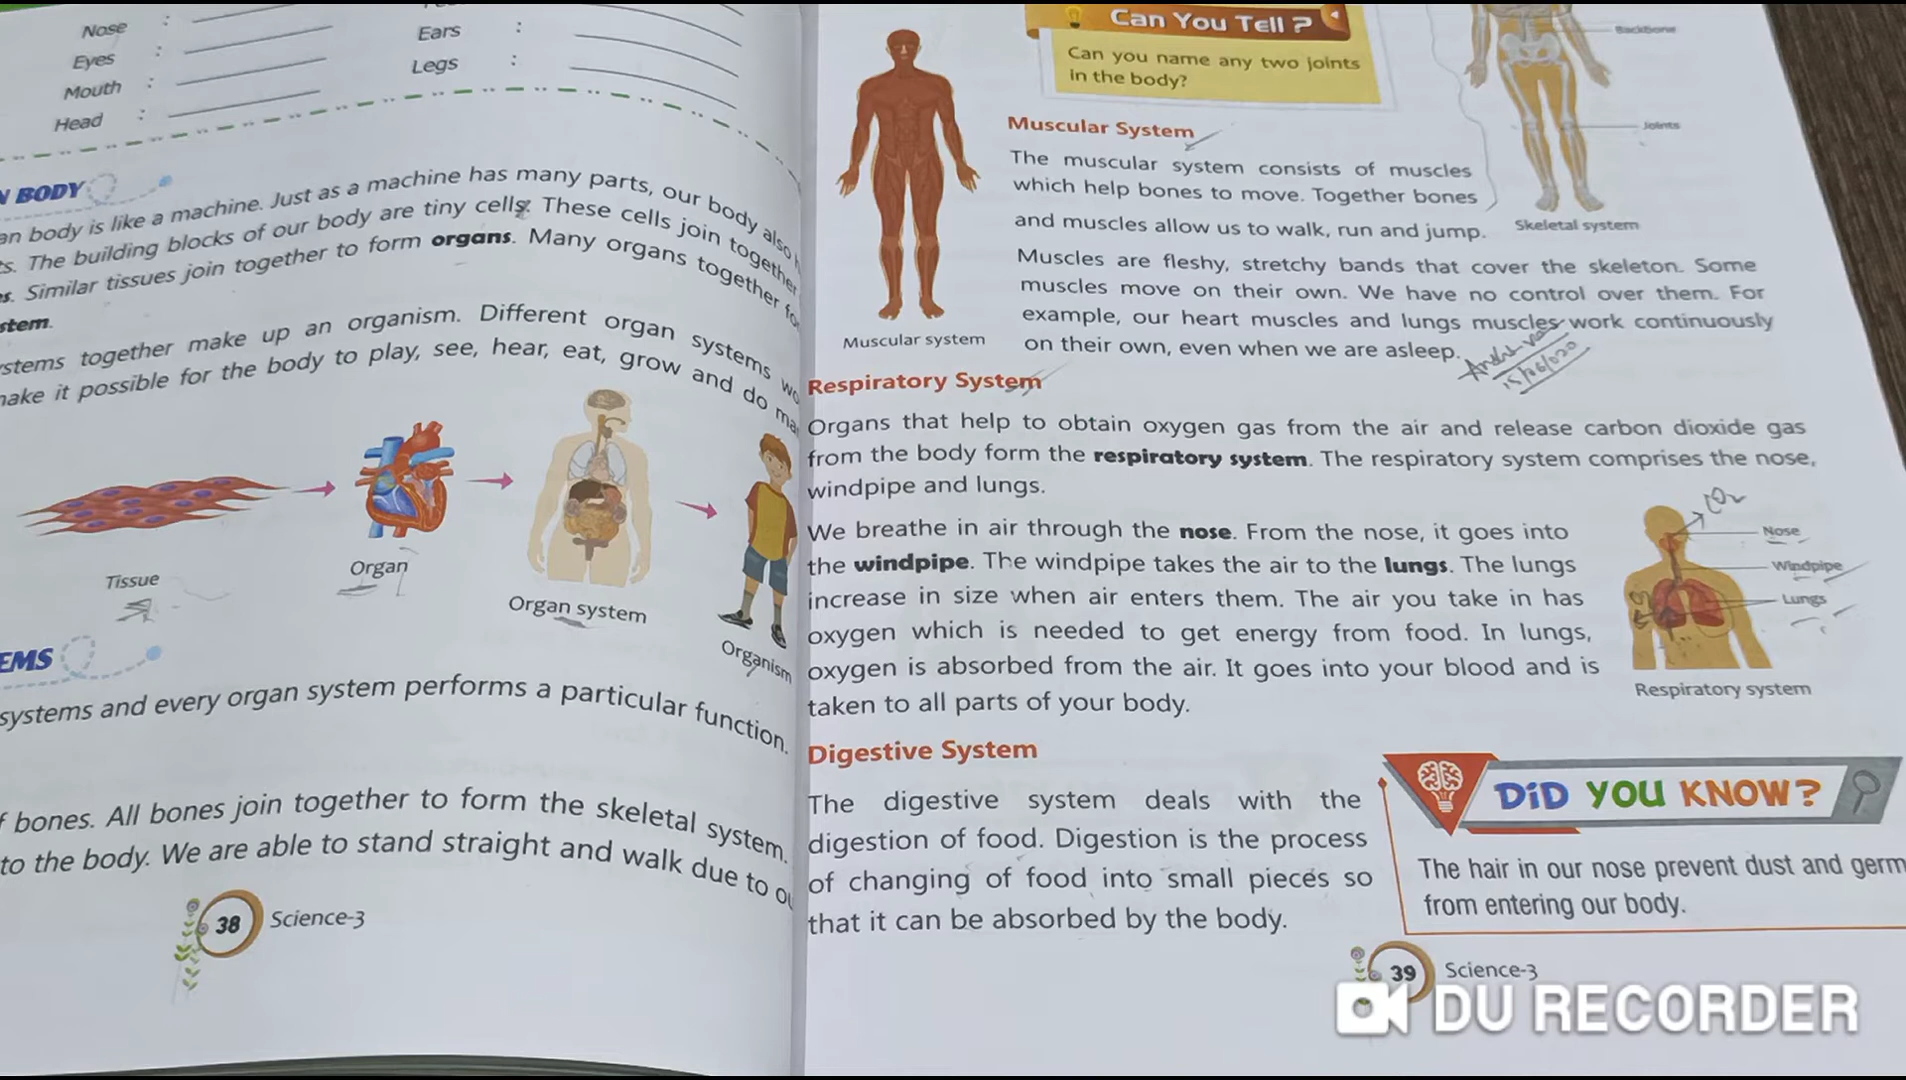 Nose :
Eyes :
Mouth :
Head :
Ears :
Legs :
BODY
body is like a machine. Just as a machine has many parts, our body also
The building blocks of our body are tiny cells. These cells join together
Similar tissues join together to form organs. Many organs together
together make up an organism. Different organ systems
it possible for the body to play, see, hear, eat, grow and do
Tissue
Organ
Organ system
Organism
systems and every organ system performs a particular function.
bones. All bones join together to form the skeletal system.
to the body. We are able to stand straight and walk due to
38 Science-3
Can You Tell ?
Can you name any two joints
in the body?
Backbone
Joints
Skeletal system
Muscular system
Muscular System
The muscular system consists of muscles
which help bones to move. Together bones
and muscles allow us to walk, run and jump.
Muscles are fleshy, stretchy bands that cover the skeleton. Some
muscles move on their own. We have no control over them. For
example, our heart muscles and lungs muscles work continuously
on their own, even when we are asleep.
Respiratory System
Organs that help to obtain oxygen gas from the air and release carbon dioxide gas
from the body form the respiratory system. The respiratory system comprises the nose,
windpipe and lungs.
We breathe in air through the nose. From the nose, it goes into
the windpipe. The windpipe takes the air to the lungs. The lungs
increase in size when air enters them. The air you take in has
oxygen which is needed to get energy from food. In lungs,
oxygen is absorbed from the air. It goes into your blood and is
taken to all parts of your body.
Nose
Windpipe
Lungs
Respiratory system
Digestive System
The digestive system deals with the
digestion of food. Digestion is the process
of changing of food into small pieces so
that it can be absorbed by the body.
DiD YOU KNOW?
The hair in our nose prevent dust and germ
from entering our body.
39 Science-3
DU RECORDER